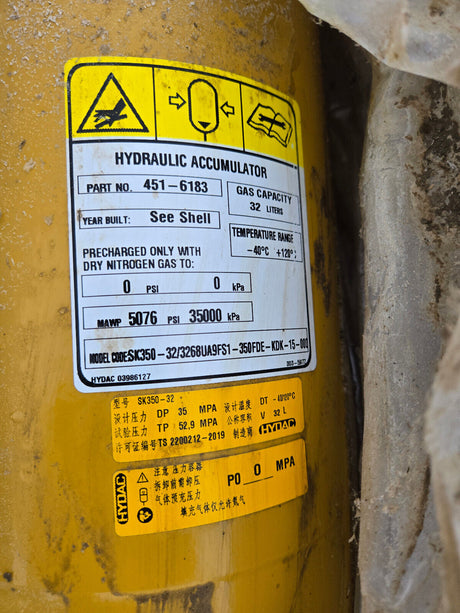 HYDRAULIC ACCUMULATOR
PART NO. 451-6183
GAS CAPACITY
32 LITERS
YEAR BUILT: See Shell
TEMPERATURE RANGE
-40°C +120°C
PRECHARGED ONLY WITH
DRY NITROGEN GAS TO:
0 PSI 0 kPa
MAWP 5076 PSI 35000 kPa
MODEL CODE:SK350-32/3268UA9FS1-350FDE-KDK-15-000
HYDAC 03986127
型号 SK350-32
设计压力 DP 35 MPA 设计温度 DT -40/120°C
试验压力 TP 52.9 MPA 公称容积 V 32 L
许可证编号 TS 2200212-2019 制造商 HYDAC
HYDAC
注意 压力容器
拆卸前需卸压
气体预充压力 P0 0 MPA
填充气体仅允许氮气